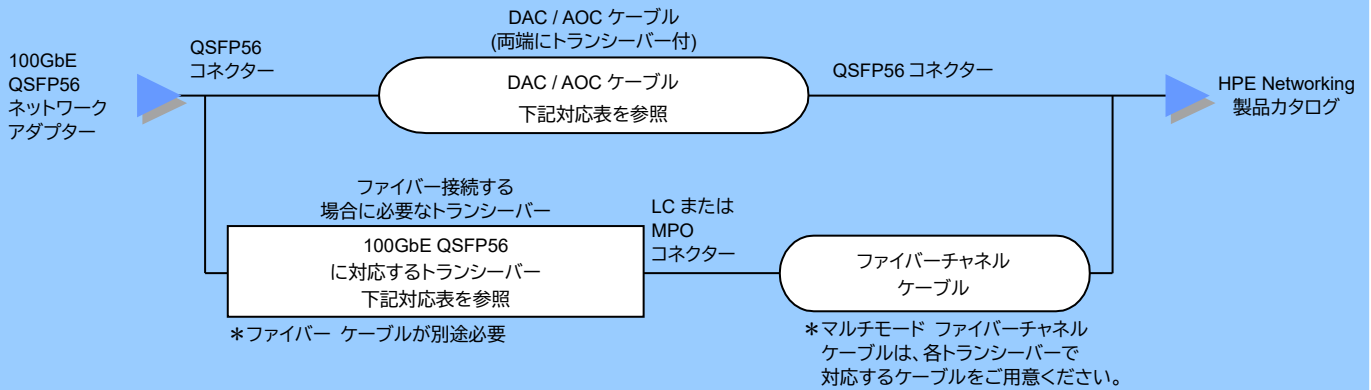 100GbE
QSFP56
ネットワーク
アダプター
QSFP56
コネクター
DAC / AOC ケーブル
(両端にトランシーバー付)
DAC / AOC ケーブル
下記対応表を参照
QSFP56 コネクター
HPE Networking
製品カタログ
ファイバー接続する
場合に必要なトランシーバー
100GbE QSFP56
に対応するトランシーバー
下記対応表を参照
*ファイバー ケーブルが別途必要
LC または
MPO
コネクター
ファイバーチャネル
ケーブル
*マルチモード ファイバーチャネル
ケーブルは、各トランシーバーで
対応するケーブルをご用意ください。